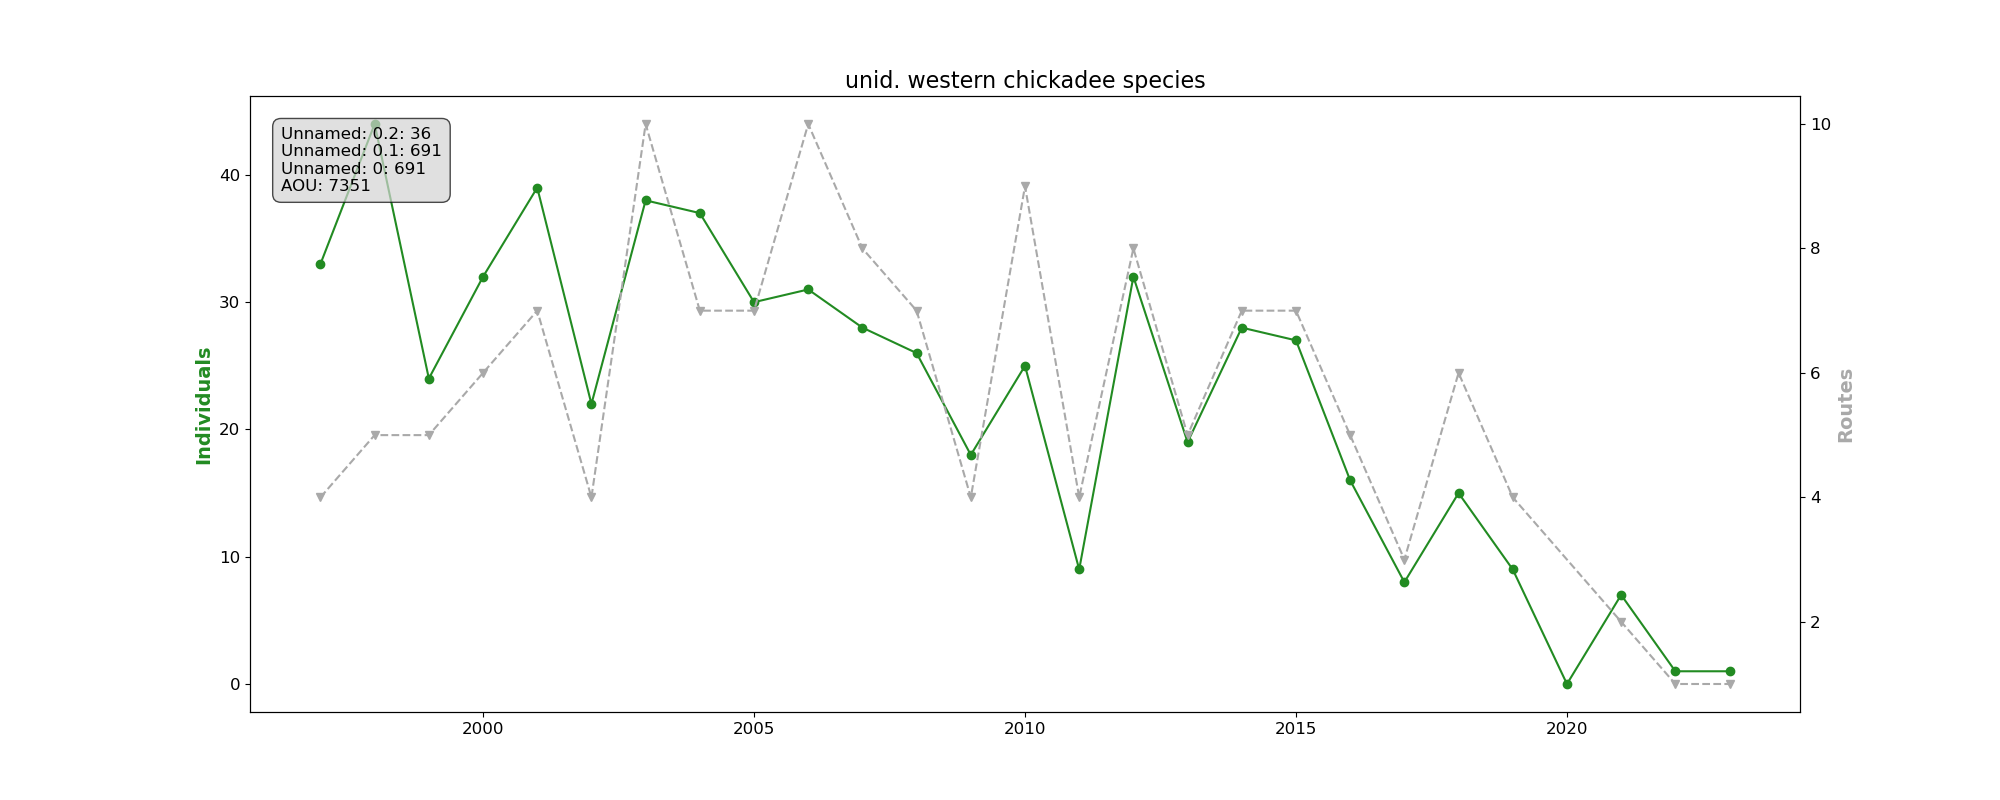 unid. western chickadee species
Unnamed: 0.2: 36
Unnamed: 0.1: 691
Unnamed: 0: 691
AOU: 7351
Individuals
40
30
20
10
0
10
8
6
4
2
Routes
2000 2005 2010 2015 2020